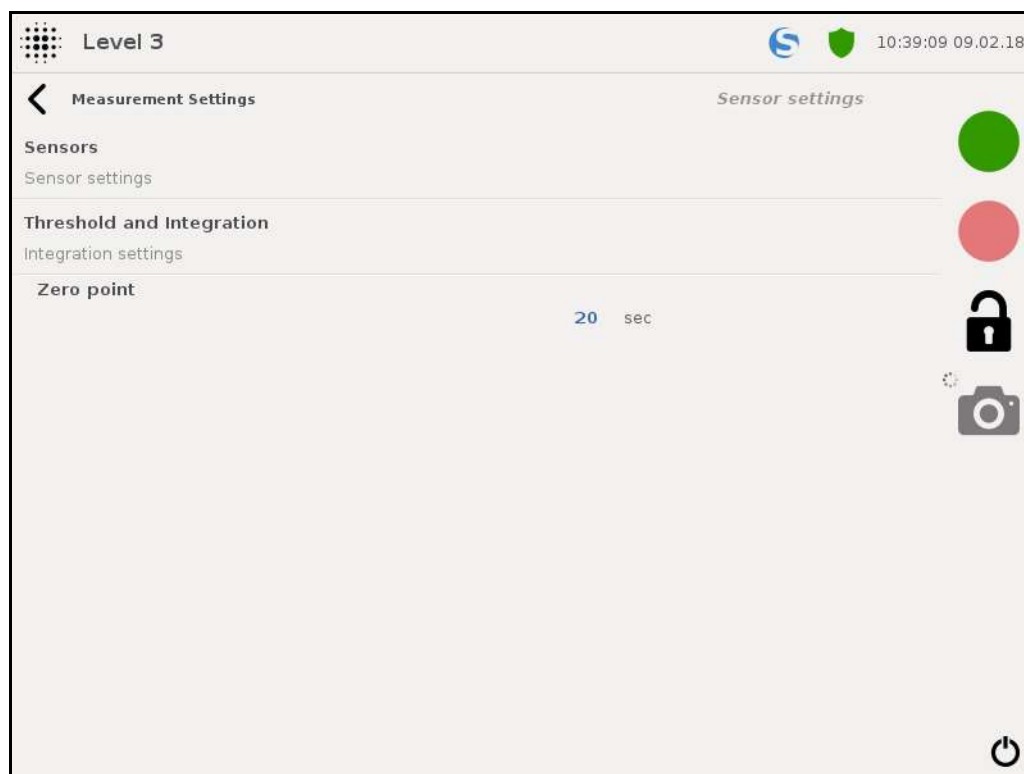 Level 3
10:39:09 09.02.18
Measurement Settings
Sensor settings
Sensors
Sensor settings
Threshold and Integration
Integration settings
Zero point
20 sec